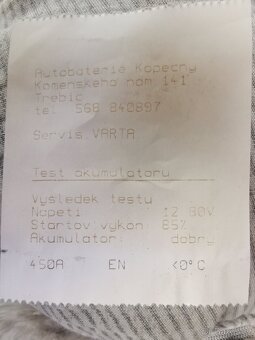 Autobaterie Kopecny
Komenskeho nam 141
Trebic
tel. 568 840897
Servis VARTA
Test akumulatoru
Vysledek testu
Napeti 12.80V
Startov vykon: 85%
Akumulator: dobry
450A EN <0°C